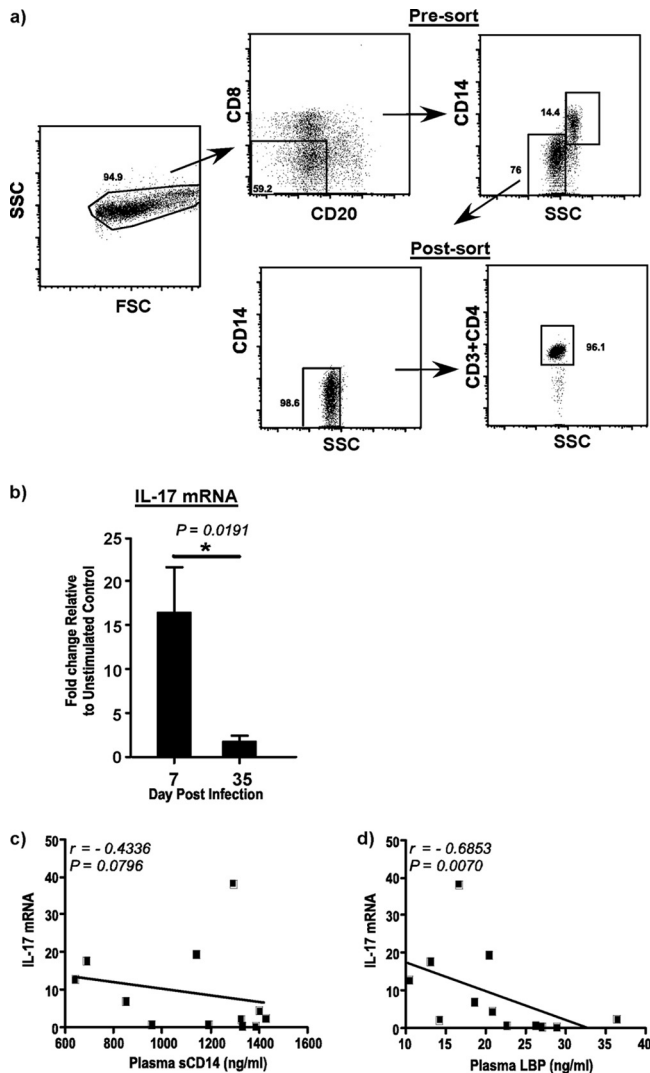 a)
Pre-sort
94.9
SSC
FSC
CD8
59.2
CD20
CD14
14.4
76
SSC
Post-sort
CD14
98.6
SSC
CD3+CD4
96.1
SSC
b)
IL-17 mRNA
P = 0.0191
*
Fold change Relative
to Unstimulated Control
25
20
15
10
5
0
7 35
Day Post Infection
c)
r = - 0.4336
P = 0.0796
IL-17 mRNA
50
40
30
20
10
0
600 800 1000 1200 1400 1600
Plasma sCD14 (ng/ml)
d)
r = - 0.6853
P = 0.0070
IL-17 mRNA
50
40
30
20
10
0
10 15 20 25 30 35 40
Plasma LBP (ng/ml)